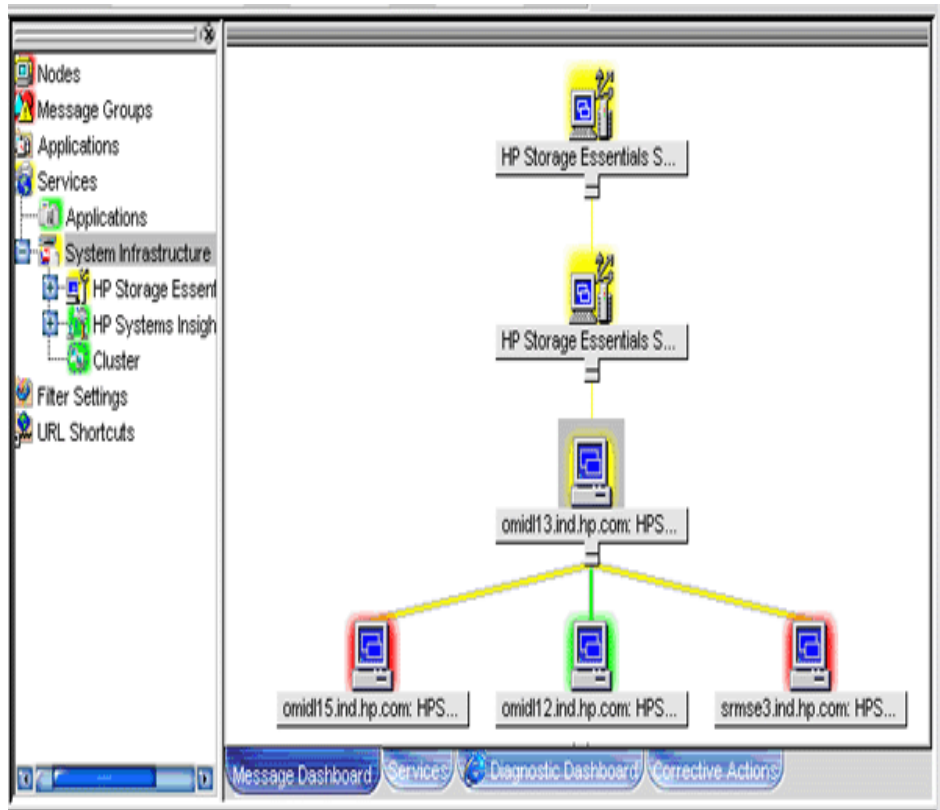 Nodes
Message Groups
Applications
Services
Applications
System Infrastructure
HP Storage Essent
HP Systems Insigh
Cluster
Filter Settings
URL Shortcuts
HP Storage Essentials S...
HP Storage Essentials S...
omidl13.ind.hp.com: HPS...
omidl15.ind.hp.com: HPS...
omidl12.ind.hp.com: HPS...
srmse3.ind.hp.com: HPS...
Message Dashboard
Services
Diagnostic Dashboard
Corrective Actions